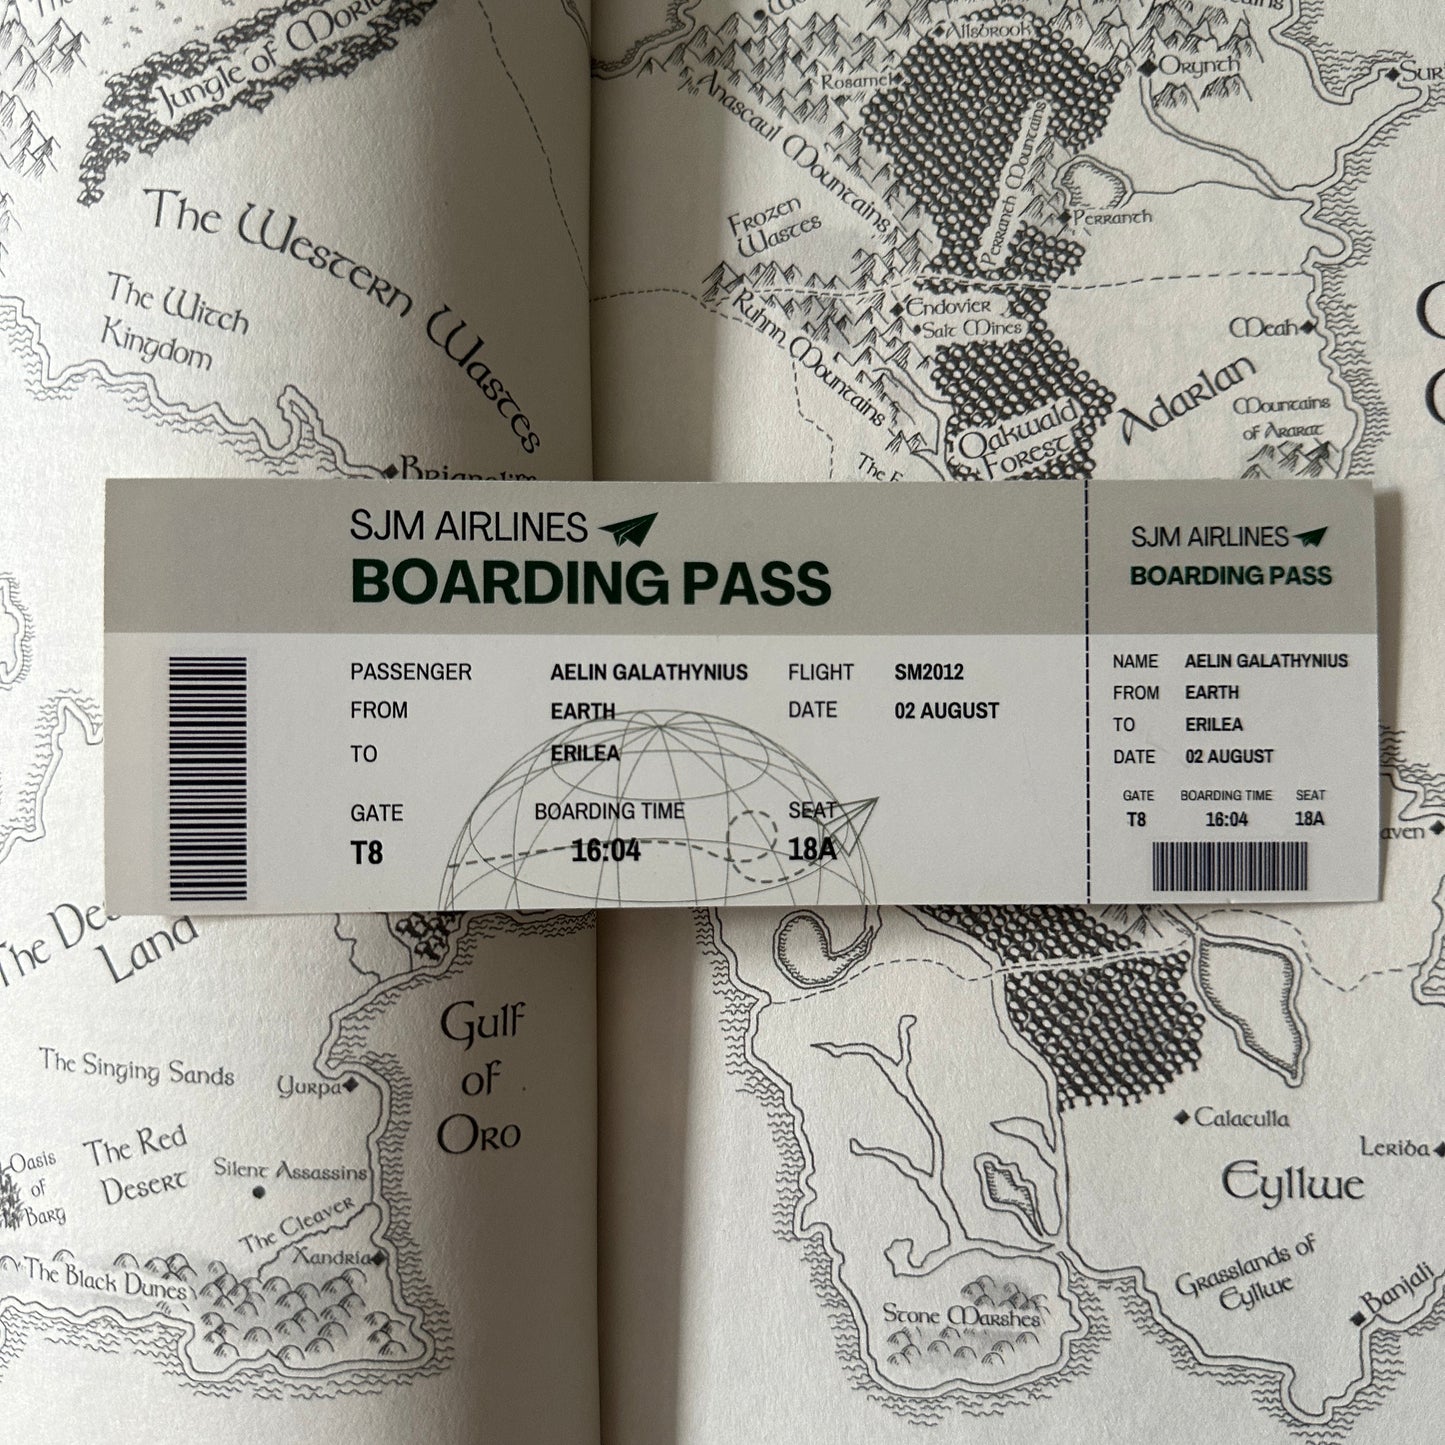 Jungle of
The Western Wastes
The Witch
Kingdom
Allsbrook
Rosamel
Orynth
Anascaul Mountains
Perranth Mountains
Perranth
Frozen
Wastes
Endovier
Salt Mines
Ruhnn Mountains
Meah
Adarlan
Oakwald
Forest
Mountains
of Ararat
The
SJM AIRLINES
BOARDING PASS
PASSENGER AELIN GALATHYNIUS FLIGHT SM2012
FROM EARTH DATE 02 AUGUST
TO ERILEA
GATE BOARDING TIME SEAT
T8 16:04 18A
SJM AIRLINES
BOARDING PASS
NAME AELIN GALATHYNIUS
FROM EARTH
TO ERILEA
DATE 02 AUGUST
GATE BOARDING TIME SEAT
T8 16:04 18A
The
Land
Gulf
of
Oro
The Singing Sands
Yurpa
The Red
Desert
Oasis
of
Barg
Silent Assassins
The Cleaver
Xandria
The Black Dunes
Calaculla
Leriba
Eyllwe
Grasslands of
Eyllwe
Banjali
Stone Marshes